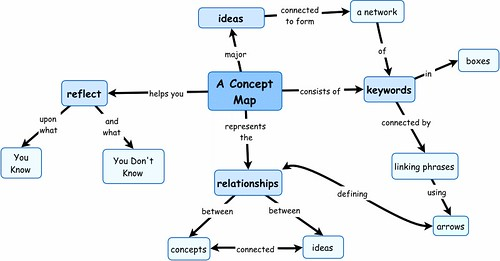 ideas
connected
to form
a network
major
of
boxes
in
A Concept
Map
consists of
keywords
helps you
reflect
upon
what
and
what
You
Know
You Don't
Know
represents
the
connected by
linking phrases
using
relationships
defining
arrows
between
between
concepts
connected
ideas